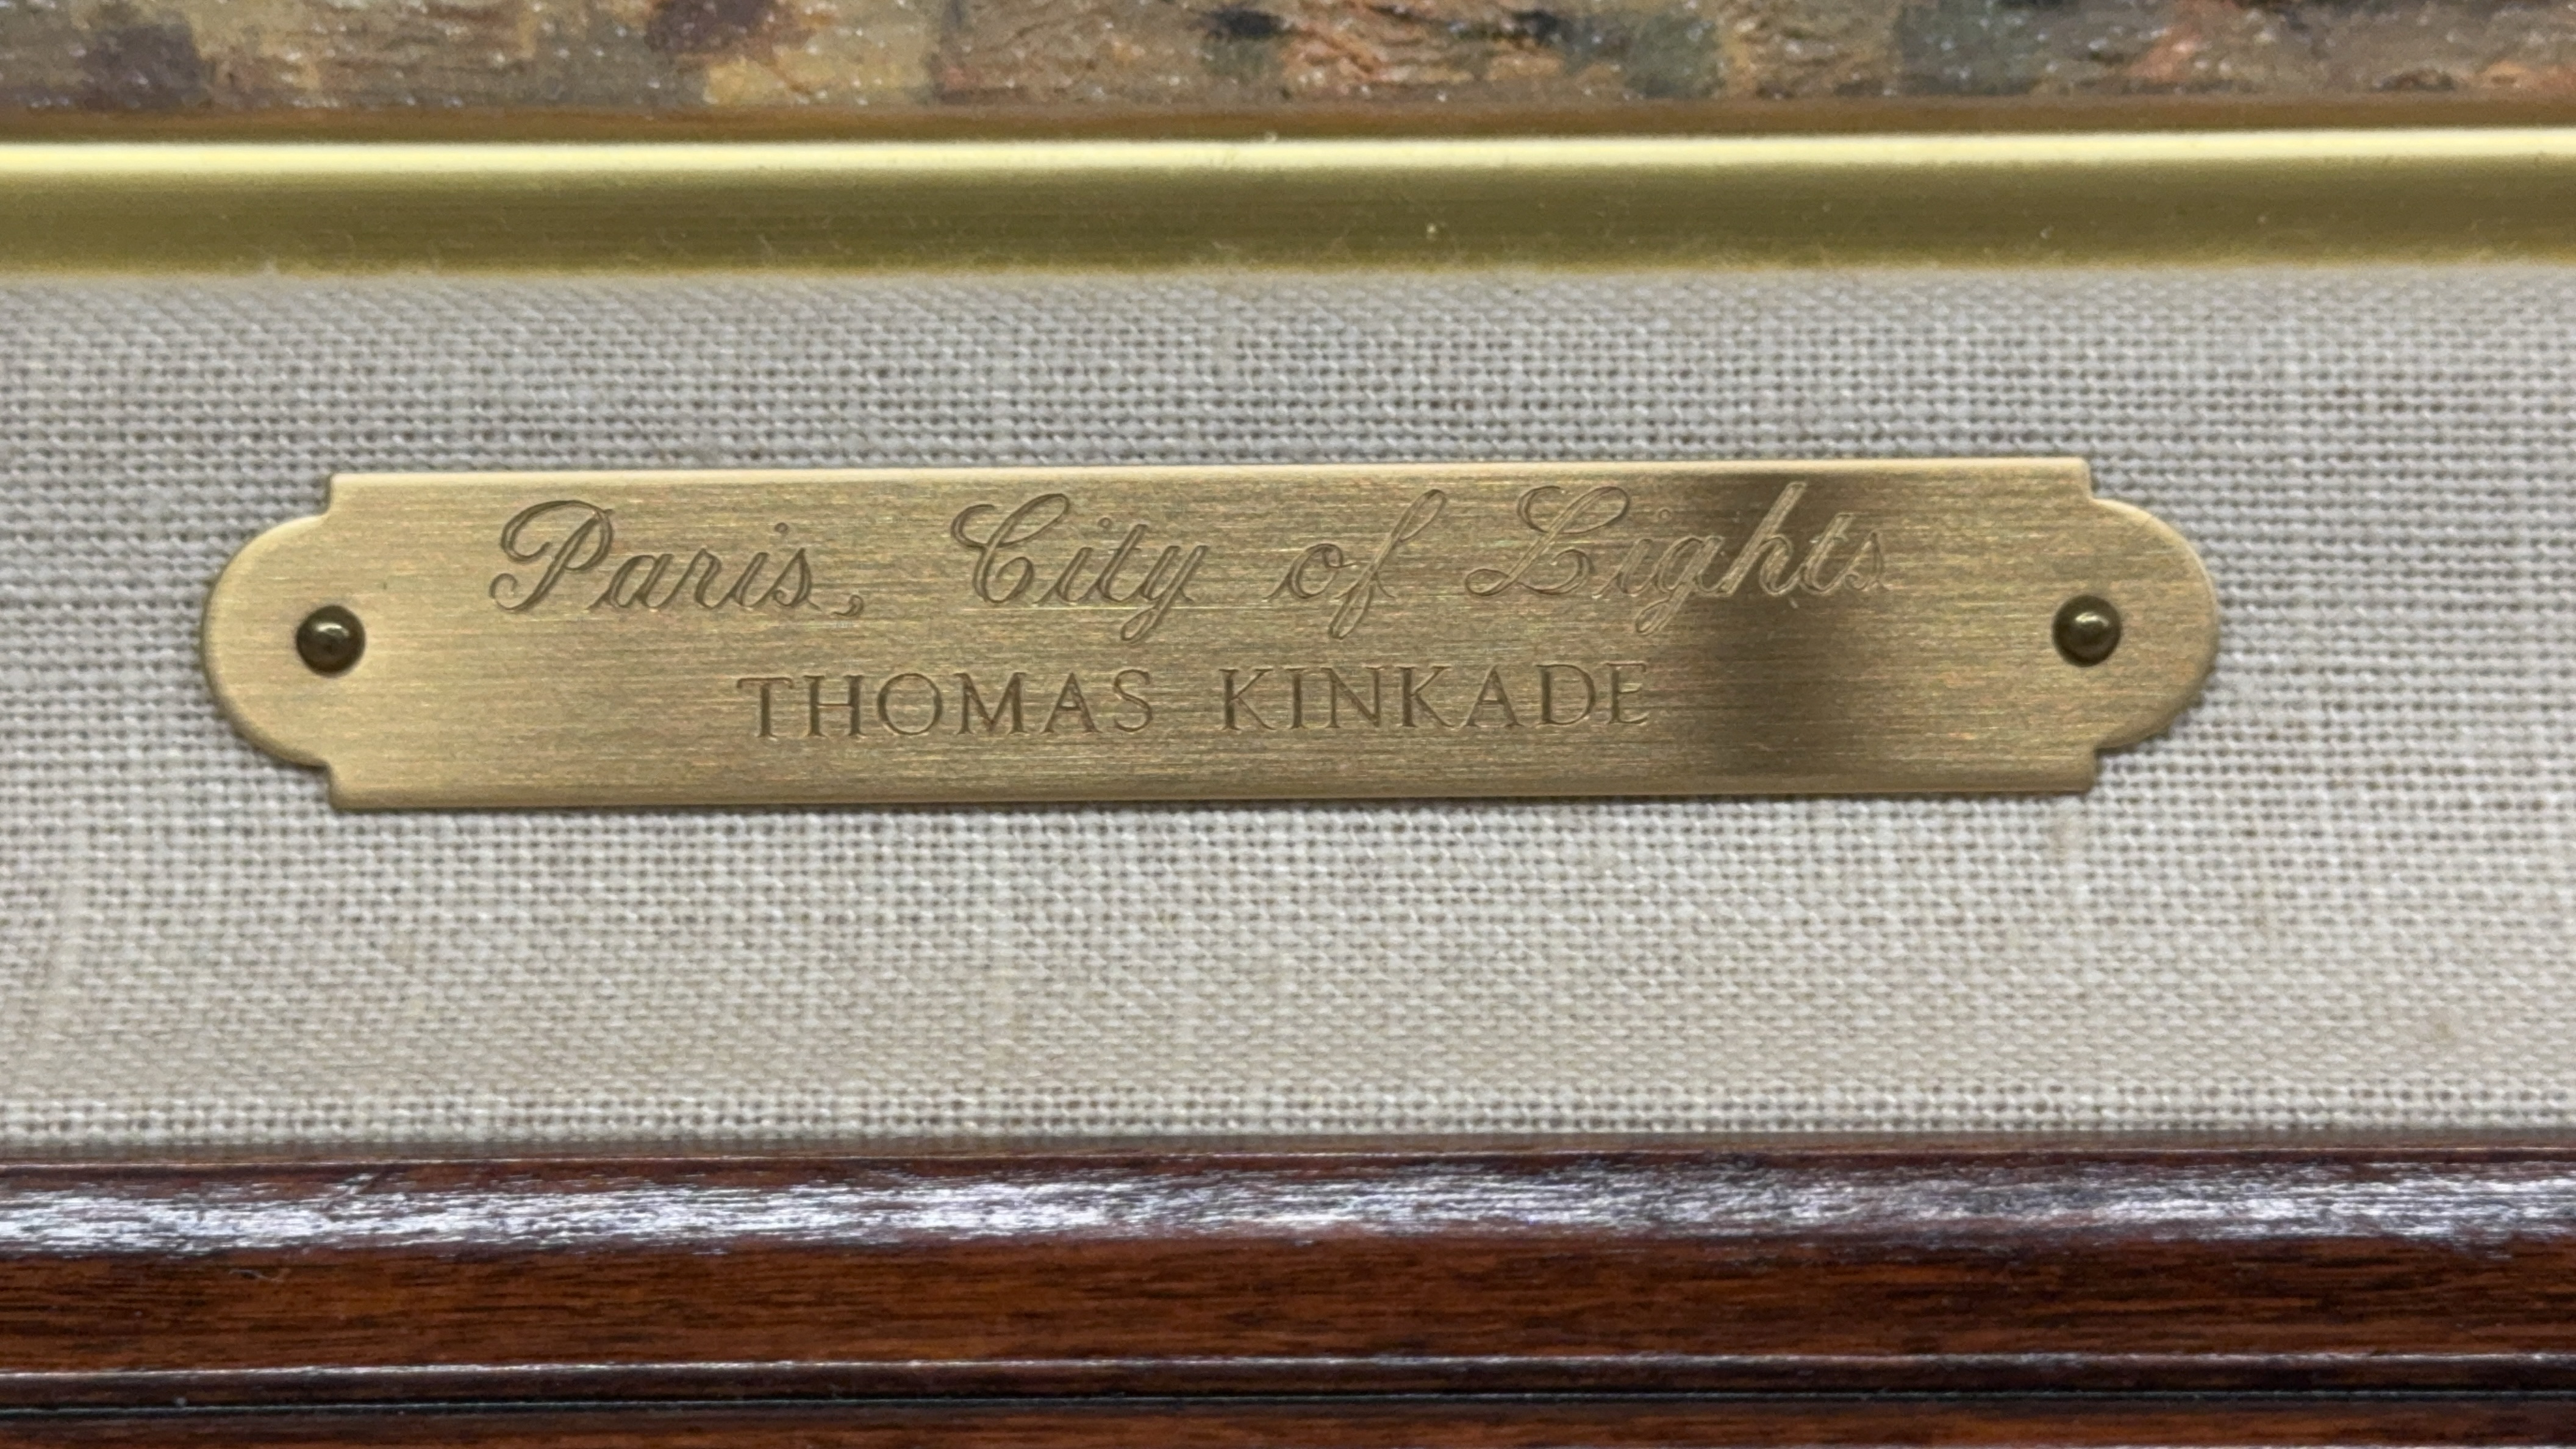 Paris, City of Lights
THOMAS KINKADE